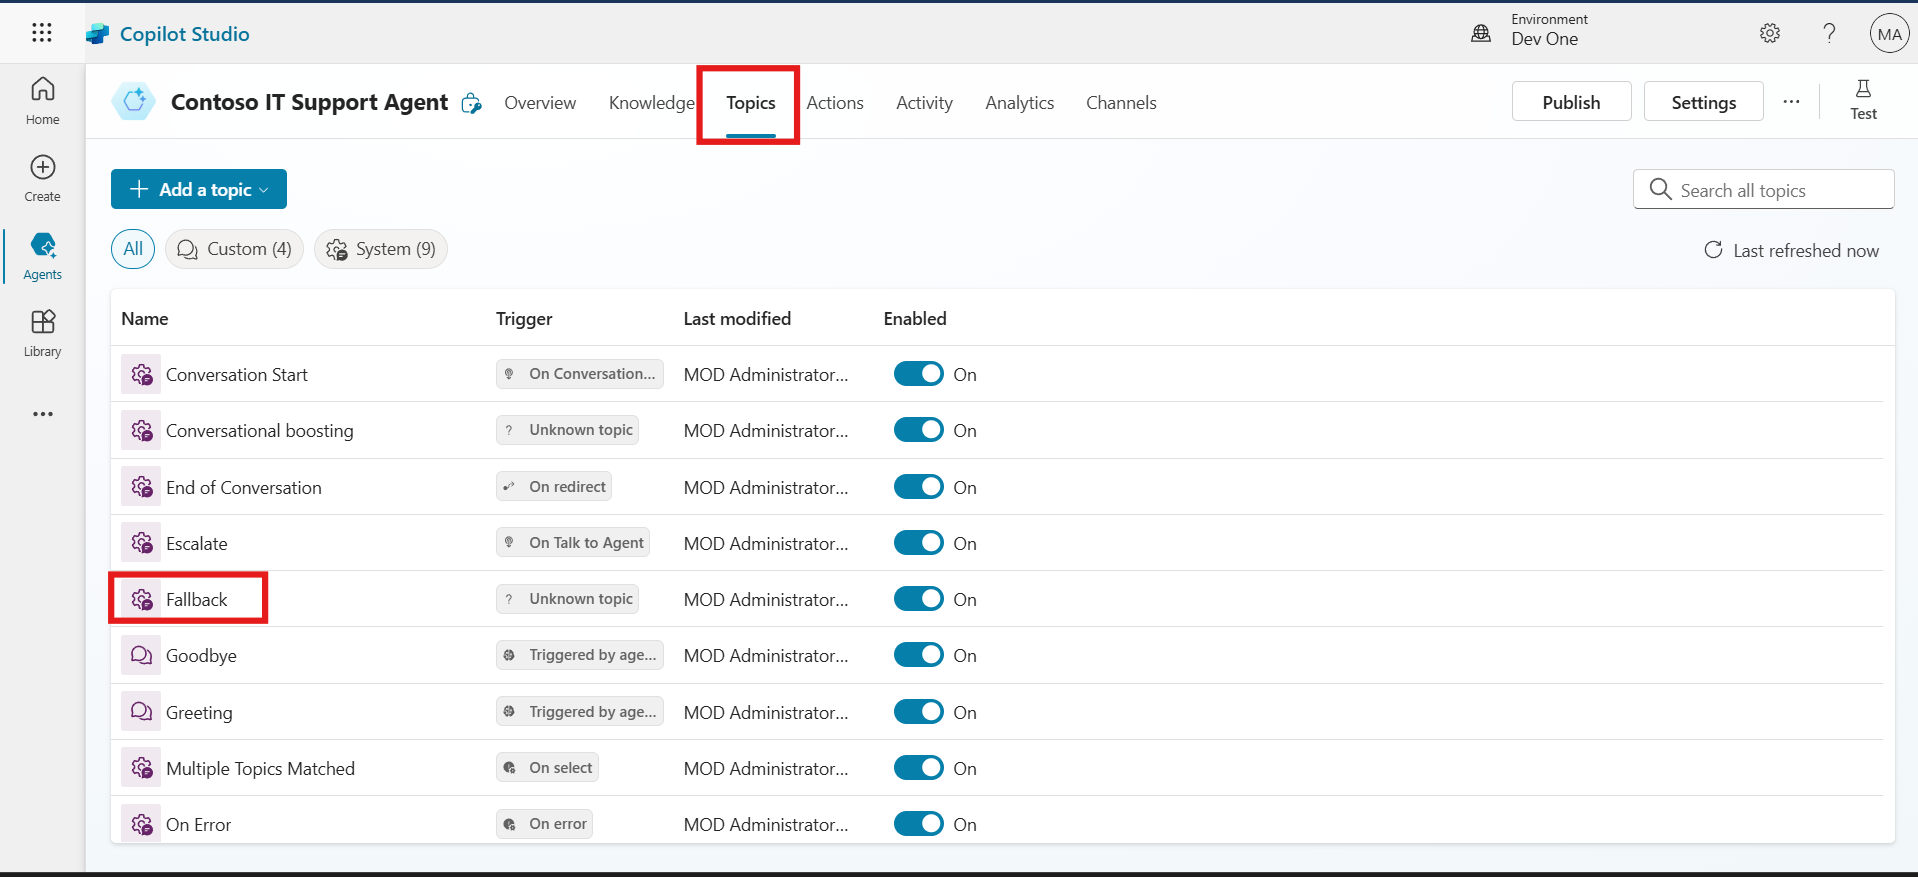 Copilot Studio
Environment
Dev One
MA
Home
Create
Agents
Library
Contoso IT Support Agent
Overview Knowledge Topics Actions Activity Analytics Channels
Publish Settings ... Test
Add a topic
Search all topics
All Custom (4) System (9)
Last refreshed now
Name Trigger Last modified Enabled
Conversation Start On Conversation... MOD Administrator... On
Conversational boosting ? Unknown topic MOD Administrator... On
End of Conversation On redirect MOD Administrator... On
Escalate On Talk to Agent MOD Administrator... On
Fallback ? Unknown topic MOD Administrator... On
Goodbye Triggered by age... MOD Administrator... On
Greeting Triggered by age... MOD Administrator... On
Multiple Topics Matched On select MOD Administrator... On
On Error On error MOD Administrator... On